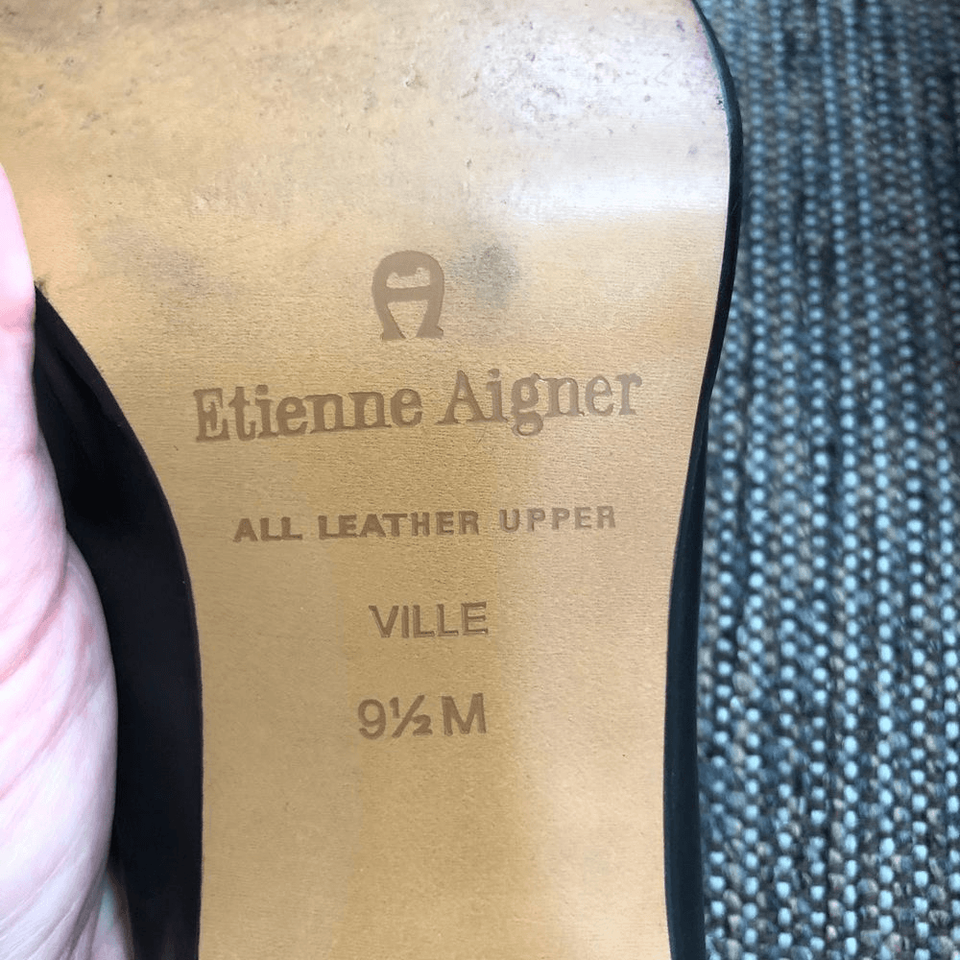 Etienne Aigner
ALL LEATHER UPPER
VILLE
9½ M